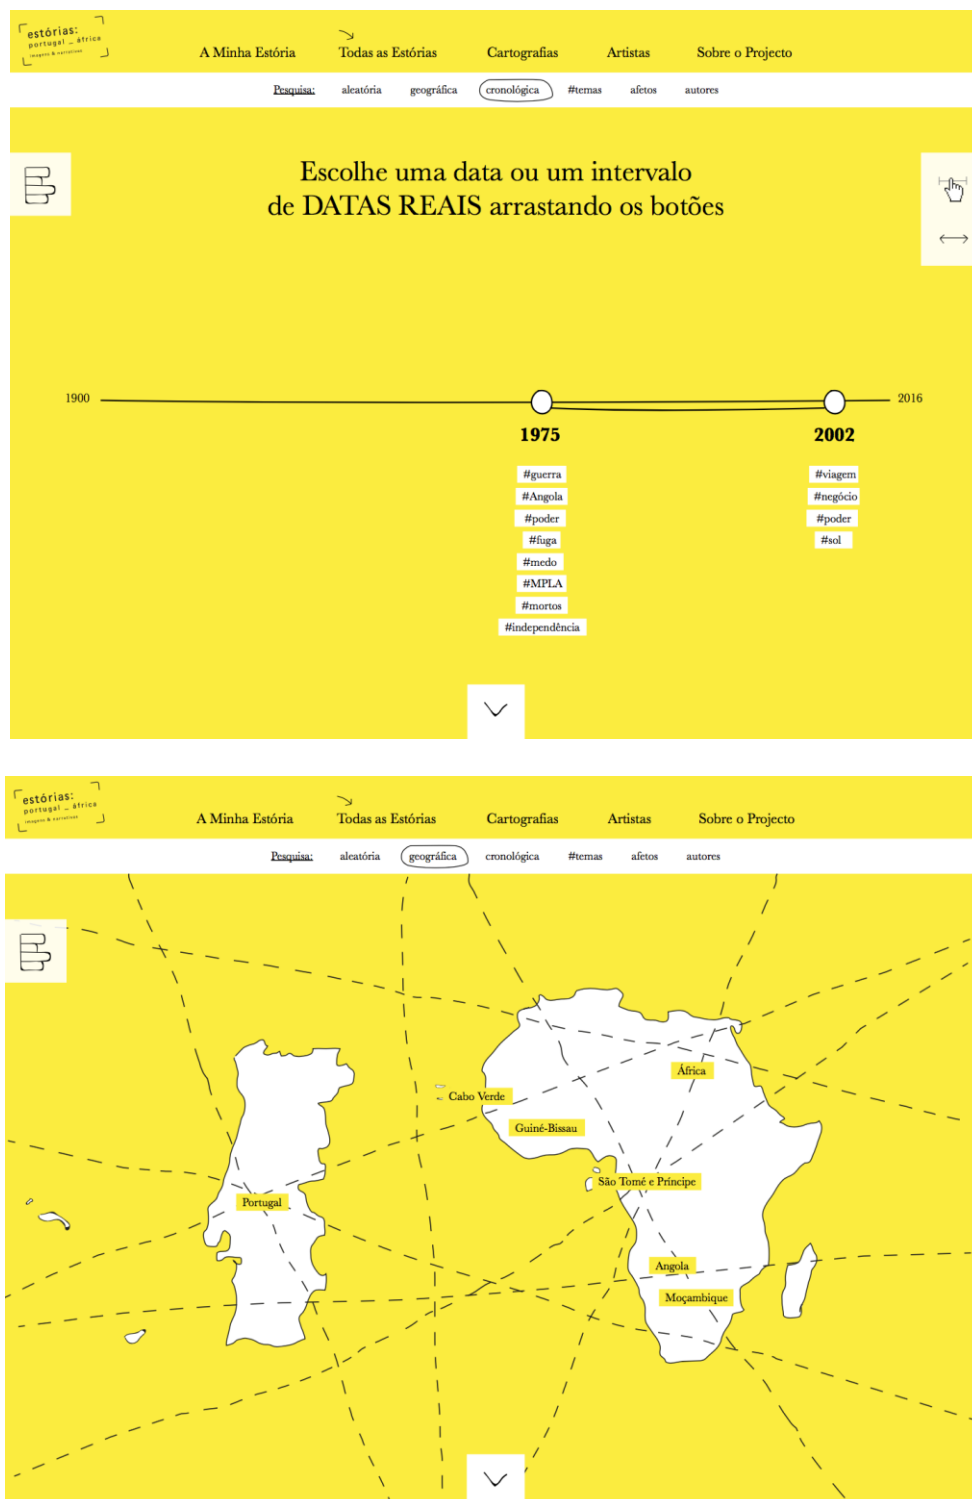 estórias:
portugal _ áfrica
imagens & narrativas
A Minha Estória Todas as Estórias Cartografias Artistas Sobre o Projecto
Pesquisa: aleatória geográfica cronológica #temas afetos autores
Escolhe uma data ou um intervalo
de DATAS REAIS arrastando os botões
1900 2016
1975 2002
#guerra #viagem
#Angola #negócio
#poder #poder
#fuga #sol
#medo
#MPLA
#mortos
#independência
estórias:
portugal _ áfrica
imagens & narrativas
A Minha Estória Todas as Estórias Cartografias Artistas Sobre o Projecto
Pesquisa: aleatória geográfica cronológica #temas afetos autores
África
Cabo Verde
Guiné-Bissau
São Tomé e Príncipe
Portugal
Angola
Moçambique